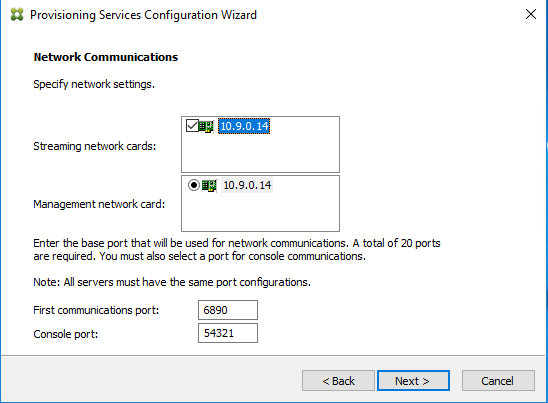 Provisioning Services Configuration Wizard
Network Communications
Specify network settings.
Streaming network cards:
10.9.0.14
Management network card:
10.9.0.14
Enter the base port that will be used for network communications. A total of 20 ports
are required. You must also select a port for console communications.
Note: All servers must have the same port configurations.
First communications port: 6890
Console port: 54321
< Back Next > Cancel